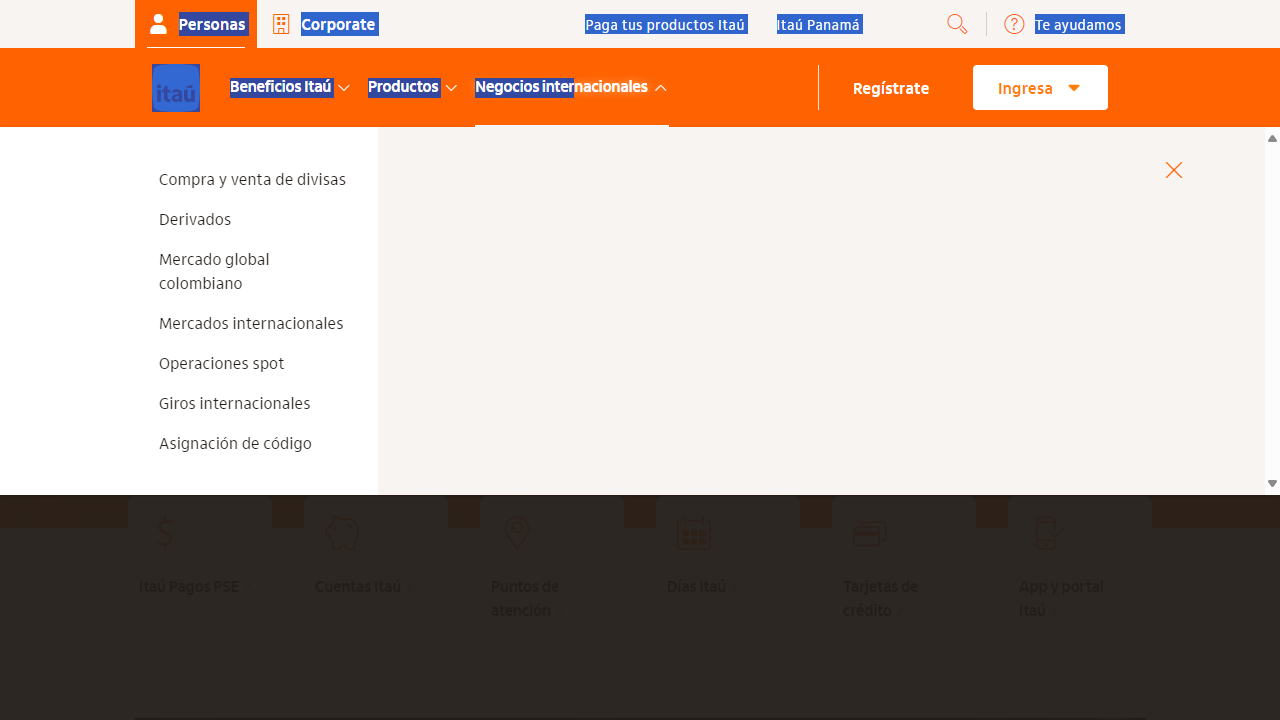 Personas
Corporate
Paga tus productos Itaú
Itaú Panamá
Te ayudamos
itaú
Beneficios Itaú
Productos
Negocios internacionales
Regístrate
Ingresa
Compra y venta de divisas
Derivados
Mercado global
colombiano
Mercados internacionales
Operaciones spot
Giros internacionales
Asignación de código
Itaú Pagos PSE
Cuentas Itaú
Puntos de
atención
Días Itaú
Tarjetas de
crédito
App y portal
Itaú